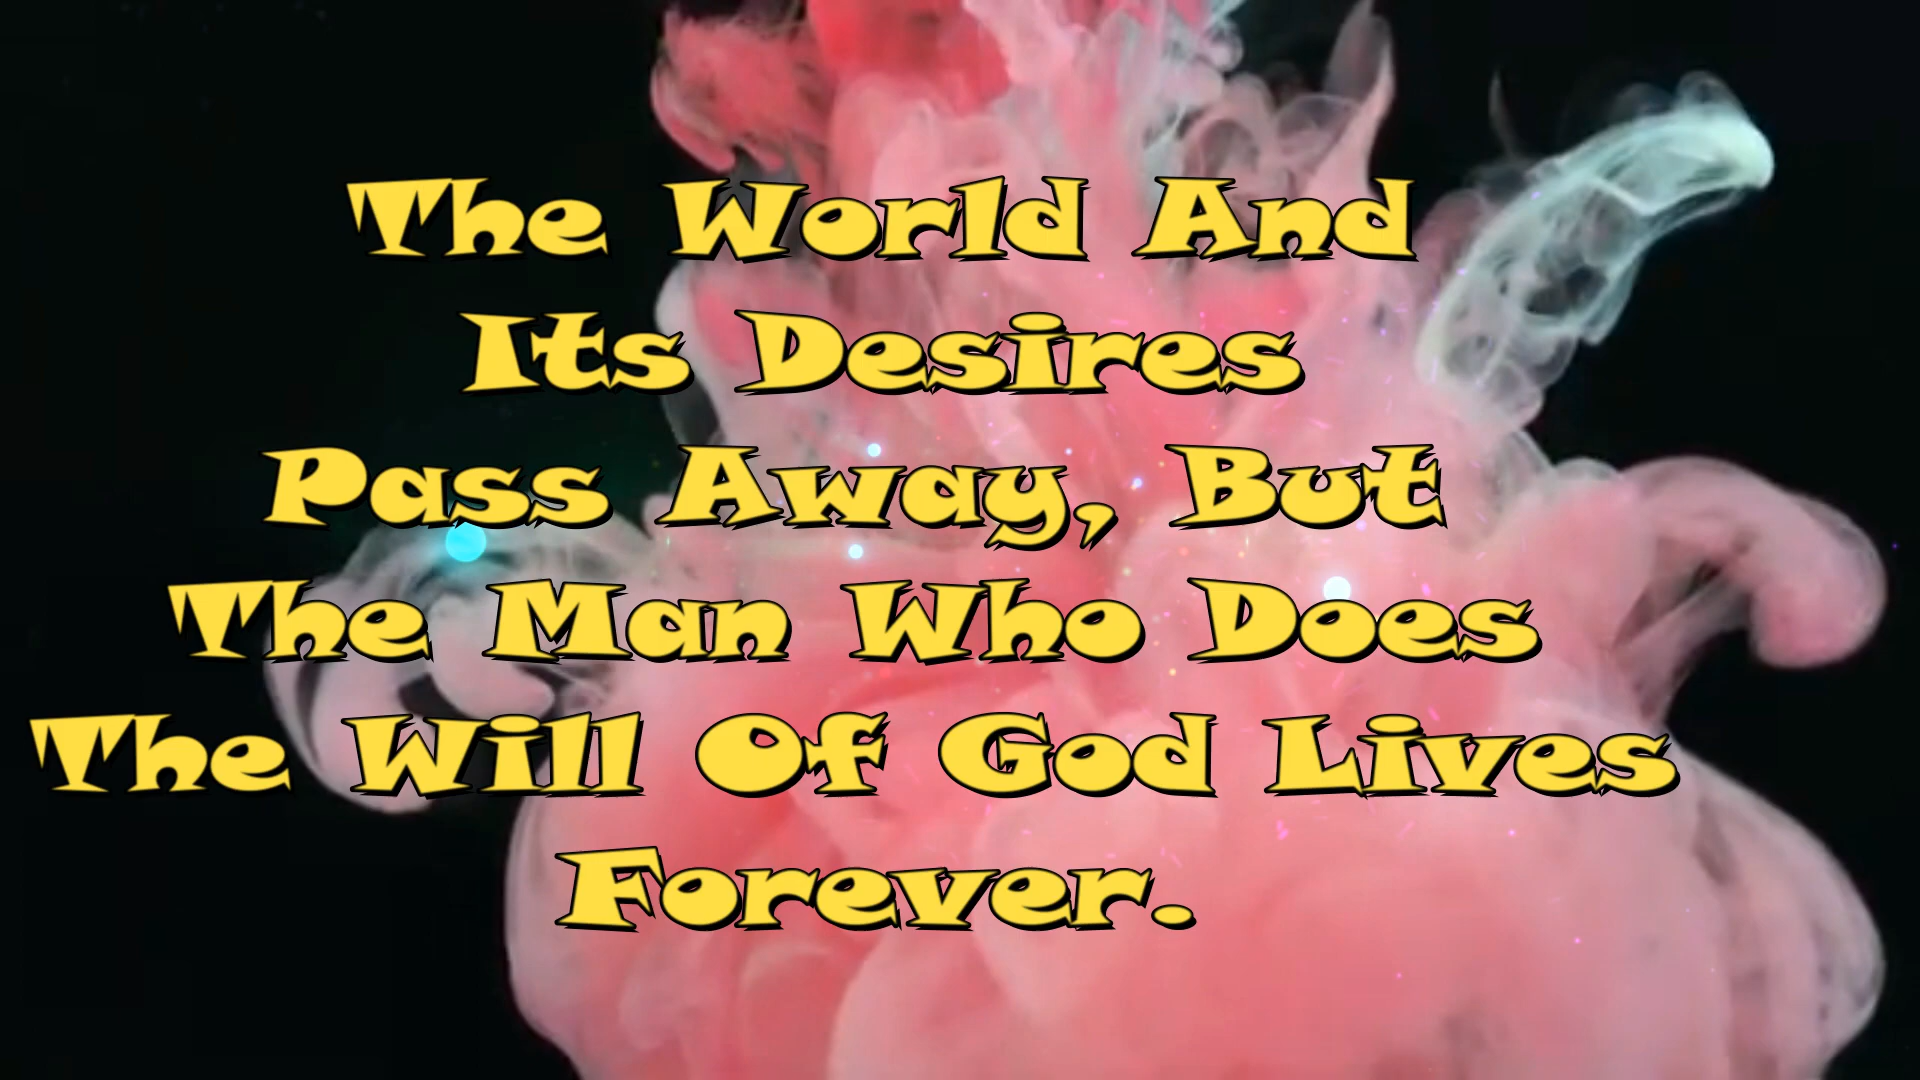 The World And
Its Desires
Pass Away, But
The Man Who Does
The Will Of God Lives
Forever.